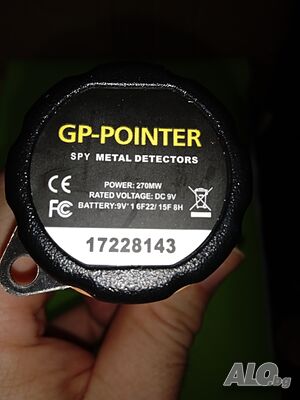 GP-POINTER
SPY METAL DETECTORS
CE
FC
POWER: 270MW
RATED VOLTAGE: DC 9V
BATTERY:9V* 1 6F22/ 15F 8H
17228143
ALO.bg